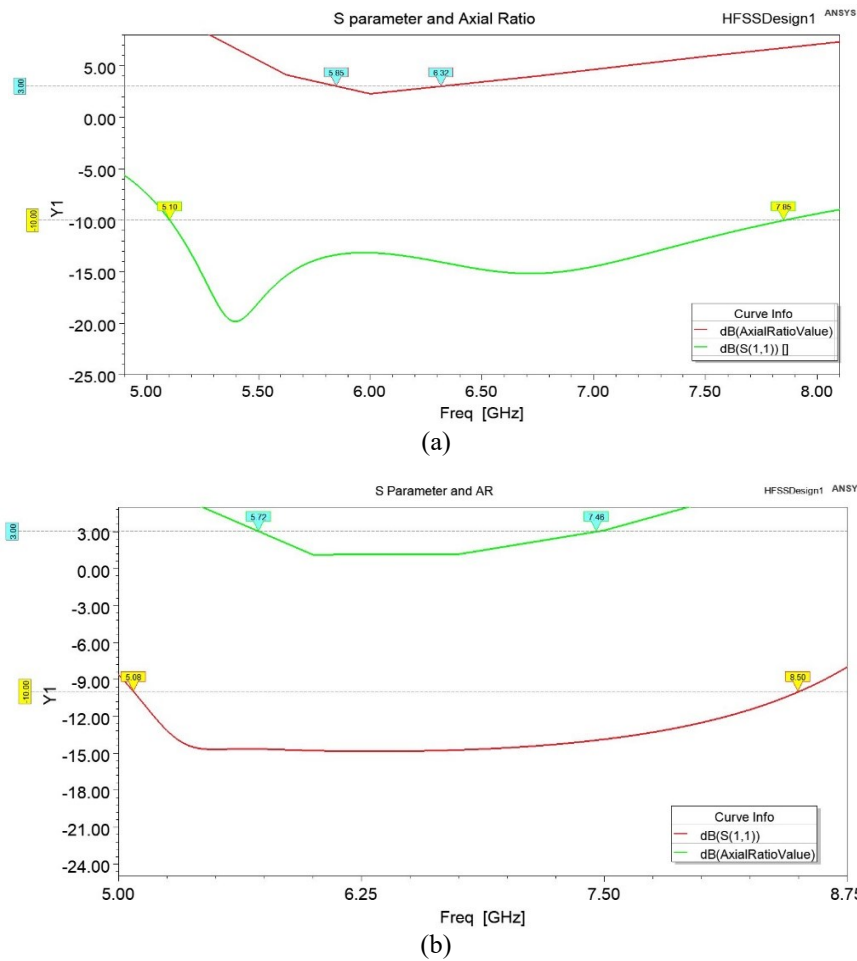 S parameter and Axial Ratio
HFSSDesign1
ANSYS
5.00
3.00
0.00
-5.00
-10.00
-10.00
-15.00
-20.00
-25.00
Y1
5.85
6.32
5.10
7.85
Curve Info
dB(AxialRatioValue)
dB(S(1,1)) []
5.00 5.50 6.00 6.50 7.00 7.50 8.00
Freq [GHz]
(a)
S Parameter and AR
HFSSDesign1
ANSY
3.00
3.00
0.00
-3.00
-6.00
-9.00
-10.00
-12.00
-15.00
-18.00
-21.00
-24.00
Y1
5.72
7.46
5.08
8.50
Curve Info
dB(S(1,1))
dB(AxialRatioValue)
5.00 6.25 7.50 8.75
Freq [GHz]
(b)